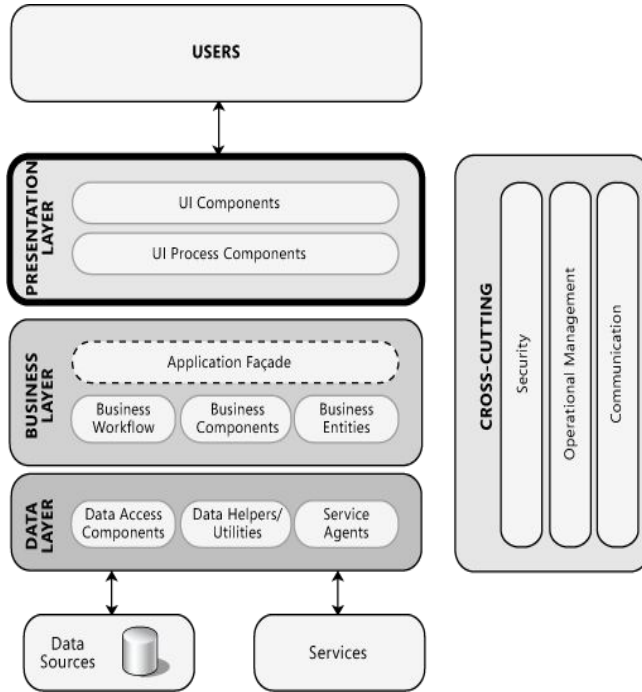 USERS
PRESENTATION
LAYER
UI Components
UI Process Components
BUSINESS
LAYER
Application Façade
Business
Workflow
Business
Components
Business
Entities
DATA
LAYER
Data Access
Components
Data Helpers/
Utilities
Service
Agents
Data
Sources
Services
CROSS-CUTTING
Security
Operational Management
Communication